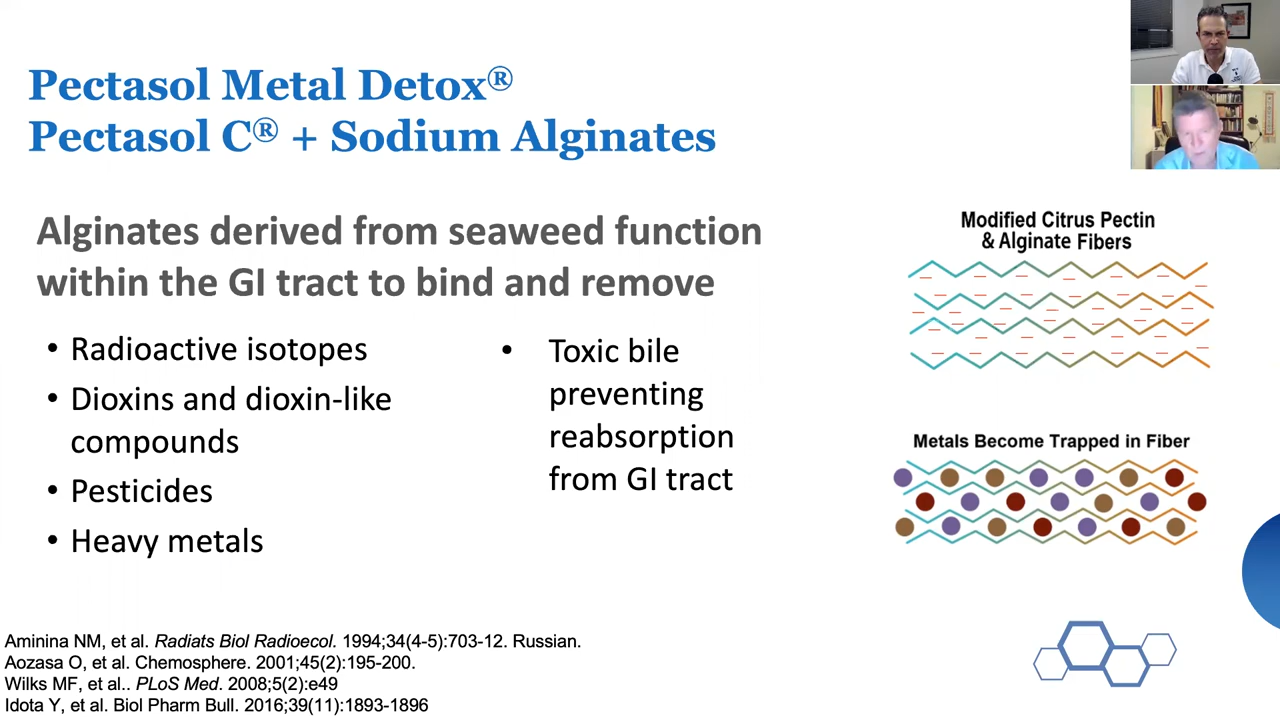 Pectasol Metal Detox®
Pectasol C® + Sodium Alginates
Alginates derived from seaweed function
within the GI tract to bind and remove
• Radioactive isotopes
• Dioxins and dioxin-like
compounds
• Pesticides
• Heavy metals
• Toxic bile
preventing
reabsorption
from GI tract
Modified Citrus Pectin
& Alginate Fibers
Metals Become Trapped in Fiber
Aminina NM, et al. Radiats Biol Radioecol. 1994;34(4-5):703-12. Russian.
Aozasa O, et al. Chemosphere. 2001;45(2):195-200.
Wilks MF, et al.. PLoS Med. 2008;5(2):e49
Idota Y, et al. Biol Pharm Bull. 2016;39(11):1893-1896